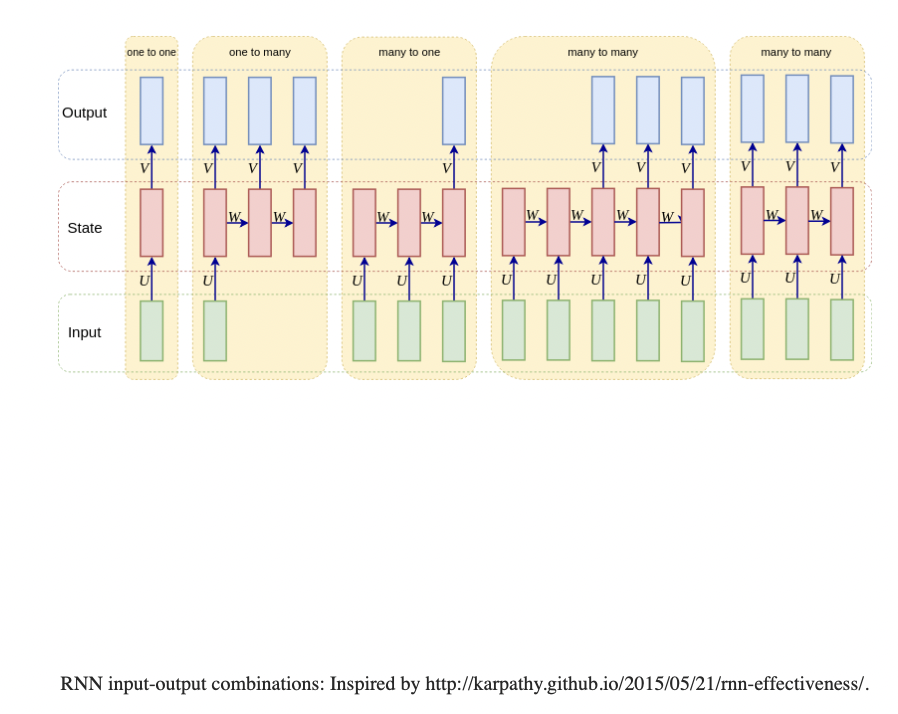 one to one one to many many to one many to many many to many
Output
V V V V V V V V V V V
State
W W W W W W W W W W
U U U U U U U U U U U U U
Input
RNN input-output combinations: Inspired by http://karpathy.github.io/2015/05/21/rnn-effectiveness/.